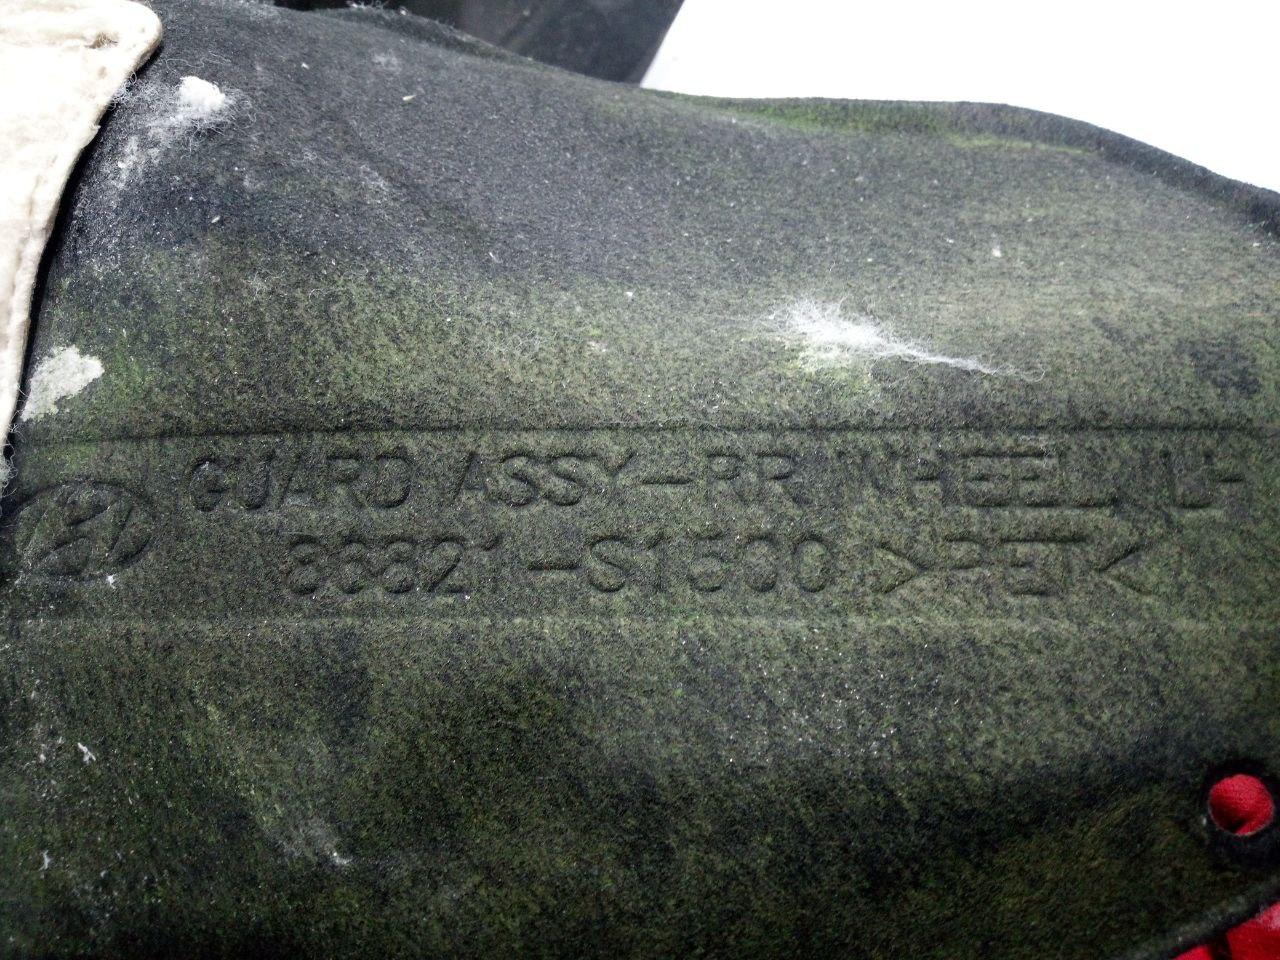 GUARD ASSY-RR WHEEL, LH
86821-S1500 >PET<